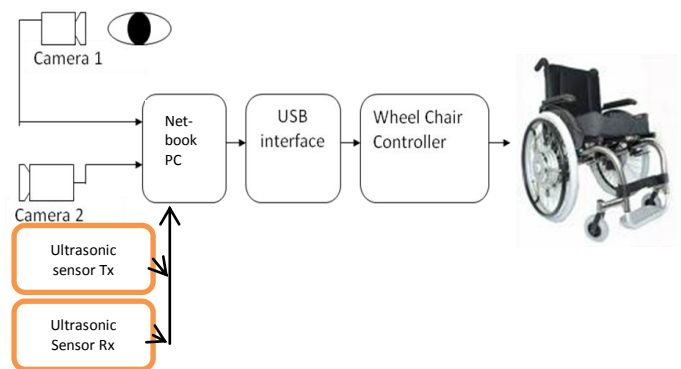 Camera 1
Net-
book
PC
USB
interface
Wheel Chair
Controller
Camera 2
Ultrasonic
sensor Tx
Ultrasonic
Sensor Rx